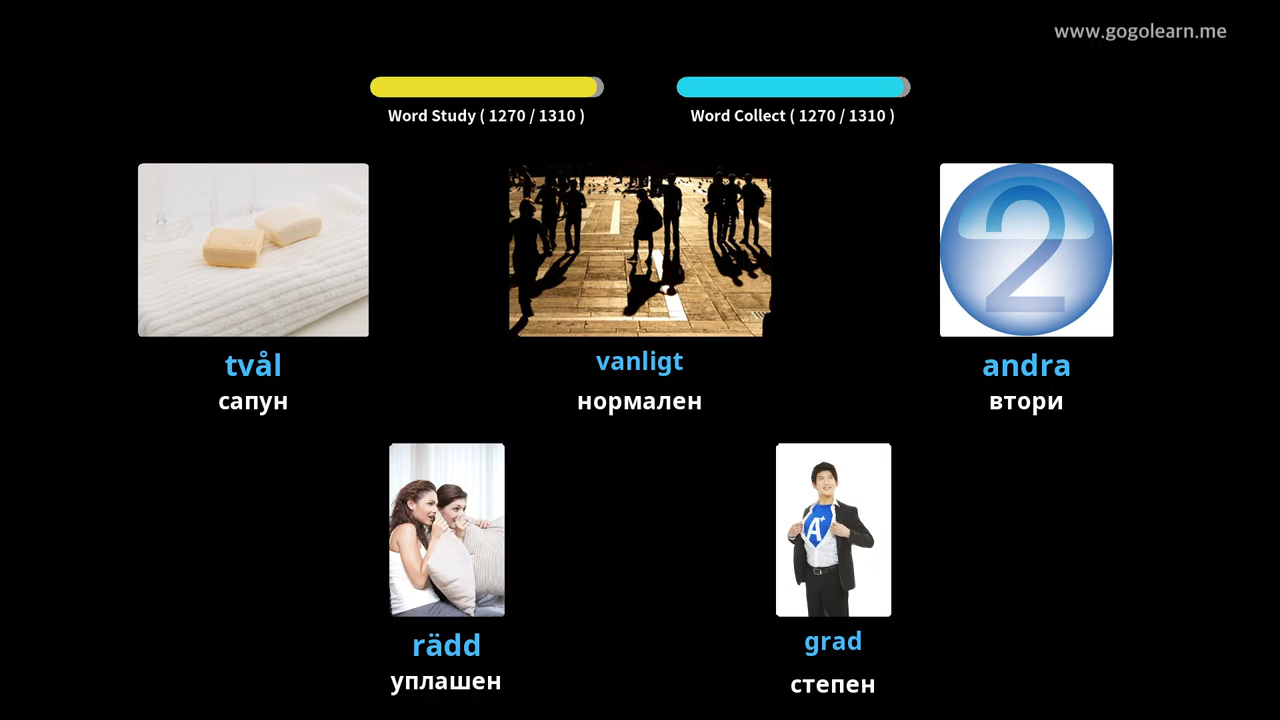 www.gogolearn.me
Word Study ( 1270 / 1310 )
Word Collect ( 1270 / 1310 )
2
tvål
сапун
vanligt
нормален
andra
втори
A+
rädd
уплашен
grad
степен